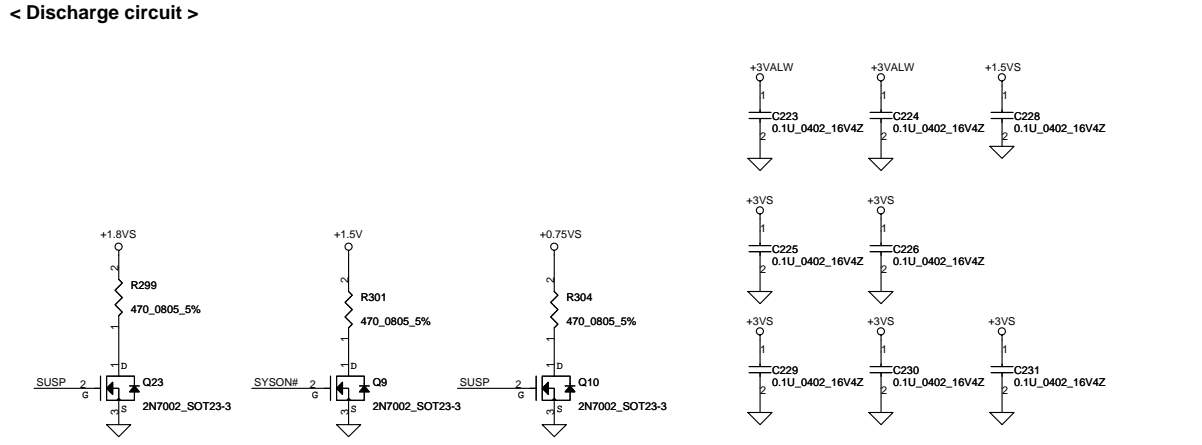 < Discharge circuit >
+3VALW
1
C223
0.1U_0402_16V4Z
2
+3VALW
1
C224
0.1U_0402_16V4Z
2
+1.5VS
1
C228
0.1U_0402_16V4Z
2
+3VS
1
C225
0.1U_0402_16V4Z
2
+3VS
1
C226
0.1U_0402_16V4Z
2
+1.8VS
2
R299
470_0805_5%
1
1 D
SUSP 2
G
Q23
2N7002_SOT23-3
3 S
+1.5V
2
R301
470_0805_5%
1
1 D
SYSON# 2
G
Q9
2N7002_SOT23-3
3 S
+0.75VS
2
R304
470_0805_5%
1
1 D
SUSP 2
G
Q10
2N7002_SOT23-3
3 S
+3VS
1
C229
0.1U_0402_16V4Z
2
+3VS
1
C230
0.1U_0402_16V4Z
2
+3VS
1
C231
0.1U_0402_16V4Z
2